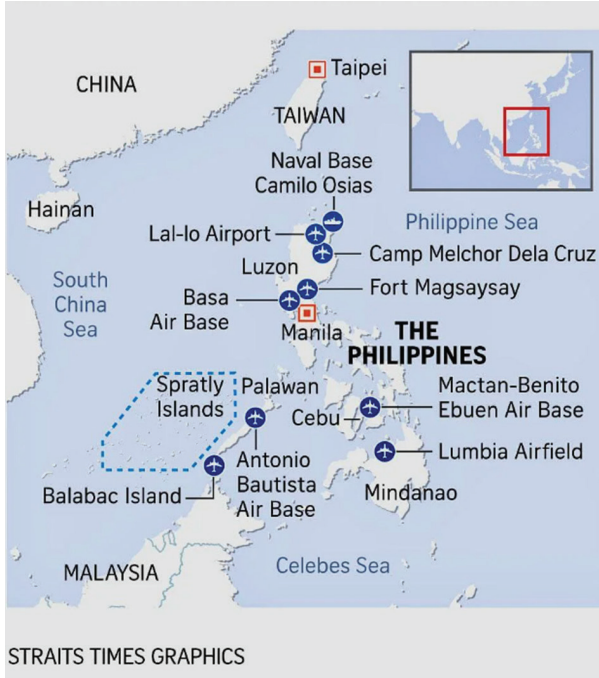 Taipei
CHINA
TAIWAN
Naval Base
Camilo Osias
Hainan
Philippine Sea
Lal-lo Airport
Camp Melchor Dela Cruz
Luzon
South
China
Sea
Fort Magsaysay
Basa
Air Base
Manila
THE
PHILIPPINES
Spratly
Islands
Palawan
Mactan-Benito
Ebuen Air Base
Cebu
Lumbia Airfield
Antonio
Bautista
Air Base
Balabac Island
Mindanao
Celebes Sea
MALAYSIA
STRAITS TIMES GRAPHICS